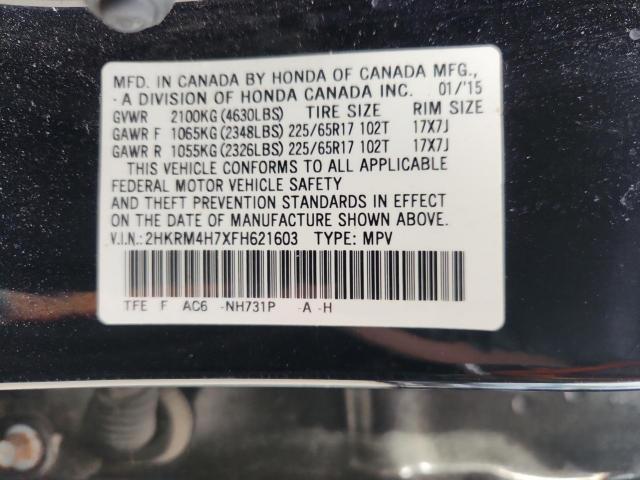 MFD. IN CANADA BY HONDA OF CANADA MFG.,
- A DIVISION OF HONDA CANADA INC. 01/'15
GVWR 2100KG (4630LBS) TIRE SIZE RIM SIZE
GAWR F 1065KG (2348LBS) 225/65R17 102T 17X7J
GAWR R 1055KG (2326LBS) 225/65R17 102T 17X7J
THIS VEHICLE CONFORMS TO ALL APPLICABLE
FEDERAL MOTOR VEHICLE SAFETY
AND THEFT PREVENTION STANDARDS IN EFFECT
ON THE DATE OF MANUFACTURE SHOWN ABOVE.
V.I.N.: 2HKRM4H7XFH621603 TYPE: MPV
TFE F AC6 -NH731P -A -H